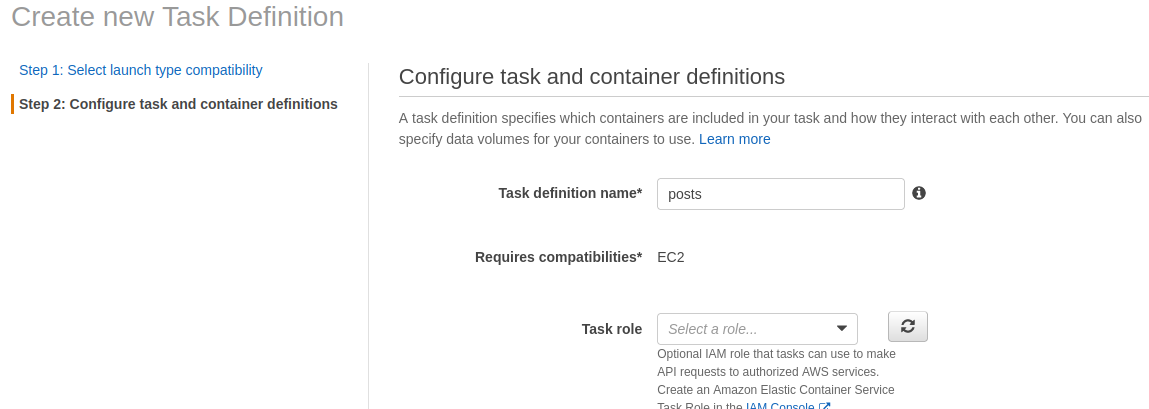 Create new Task Definition
Step 1: Select launch type compatibility
Step 2: Configure task and container definitions
Configure task and container definitions
A task definition specifies which containers are included in your task and how they interact with each other. You can also
specify data volumes for your containers to use. Learn more
Task definition name* posts
Requires compatibilities* EC2
Task role Select a role...
Optional IAM role that tasks can use to make
API requests to authorized AWS services.
Create an Amazon Elastic Container Service
Task Role in the IAM Console